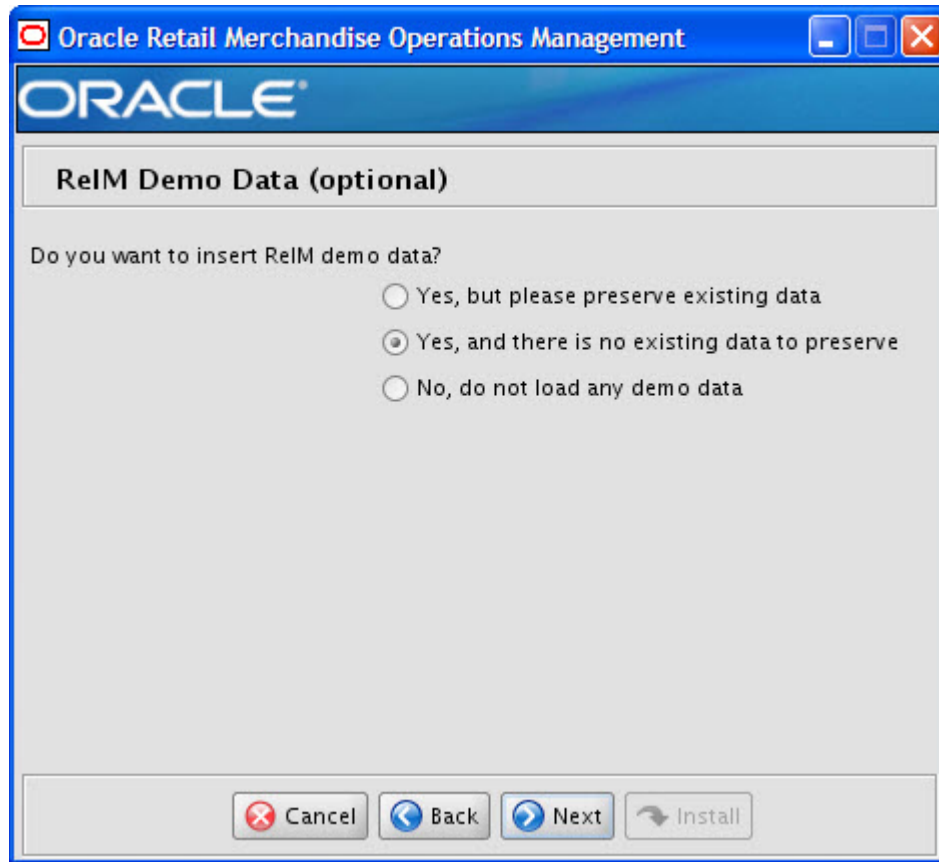 Oracle Retail Merchandise Operations Management
ORACLE®
ReIM Demo Data (optional)
Do you want to insert ReIM demo data?
Yes, but please preserve existing data
Yes, and there is no existing data to preserve
No, do not load any demo data
Cancel Back Next Install